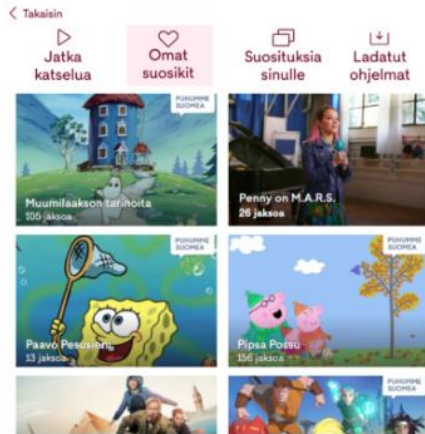 Takaisin
Jatka
katselua
Omat
suosikit
Suosituksia
sinulle
Ladatut
ohjelmat
PUHUMME
SUOMEA
Muumilaakson tarinoita
105 jaksoa
Penny on M.A.R.S.
26 jaksoa
PUHUMME
SUOMEA
Paavo Pesusieni
13 jaksoa
PUHUMME
SUOMEA
Pipsa Possu
156 jaksoa
PUHUMME
SUOMEA